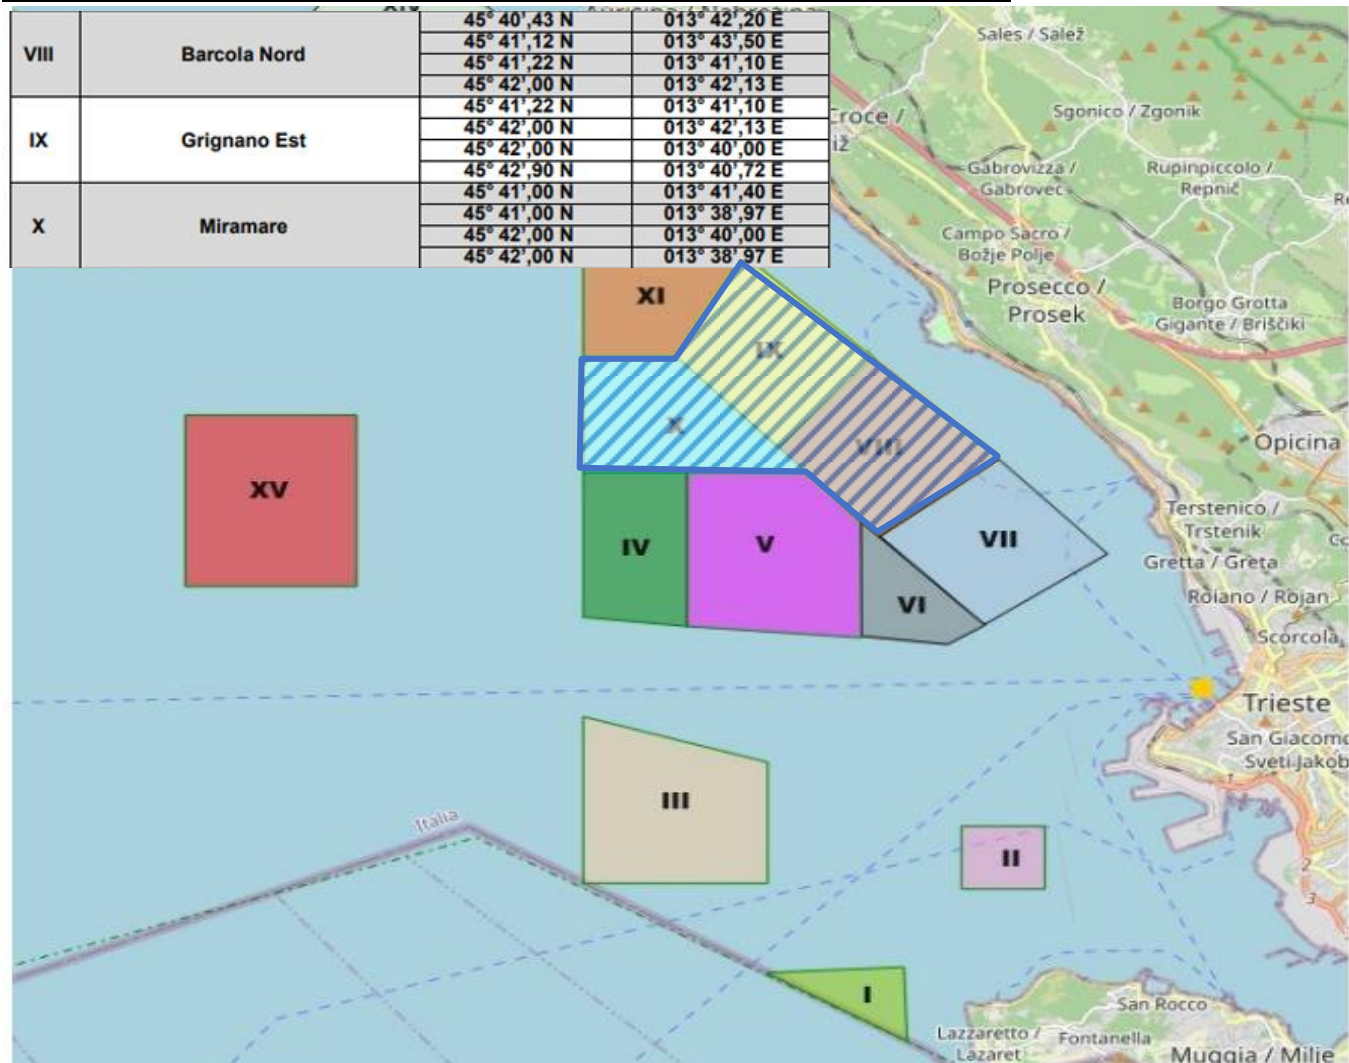 45° 40',43 N 013° 42',20 E
VIII Barcola Nord 45° 41',12 N 013° 43',50 E
45° 41',22 N 013° 41',10 E
45° 42',00 N 013° 42',13 E
45° 41',22 N 013° 41',10 E
IX Grignano Est 45° 42',00 N 013° 42',13 E
45° 42',00 N 013° 40',00 E
45° 42',90 N 013° 40',72 E
45° 41',00 N 013° 41',40 E
X Miramare 45° 41',00 N 013° 38',97 E
45° 42',00 N 013° 40',00 E
45° 42',00 N 013° 38',97 E
Sales / Salež
Croce /
iž
Sgonico / Zgonik
Gabrovizza /
Gabrovec
Rupinpiccolo /
Repnič
Campo Sacro /
Božje Polje
Prosecco /
Prosek
Borgo Grotta
Gigante / Briščiki
XI
IX
X
VIII
Opicina
XV
IV
V
VI
VII
Terstenico /
Trstenik
Gretta / Greta
Roiano / Rojan
Scorcola
Trieste
San Giacomo
Sveti Jakob
1
III
Italia
II
2
3
I
San Rocco
Lazzaretto /
Lazaret
Fontanella
Muggia / Milje